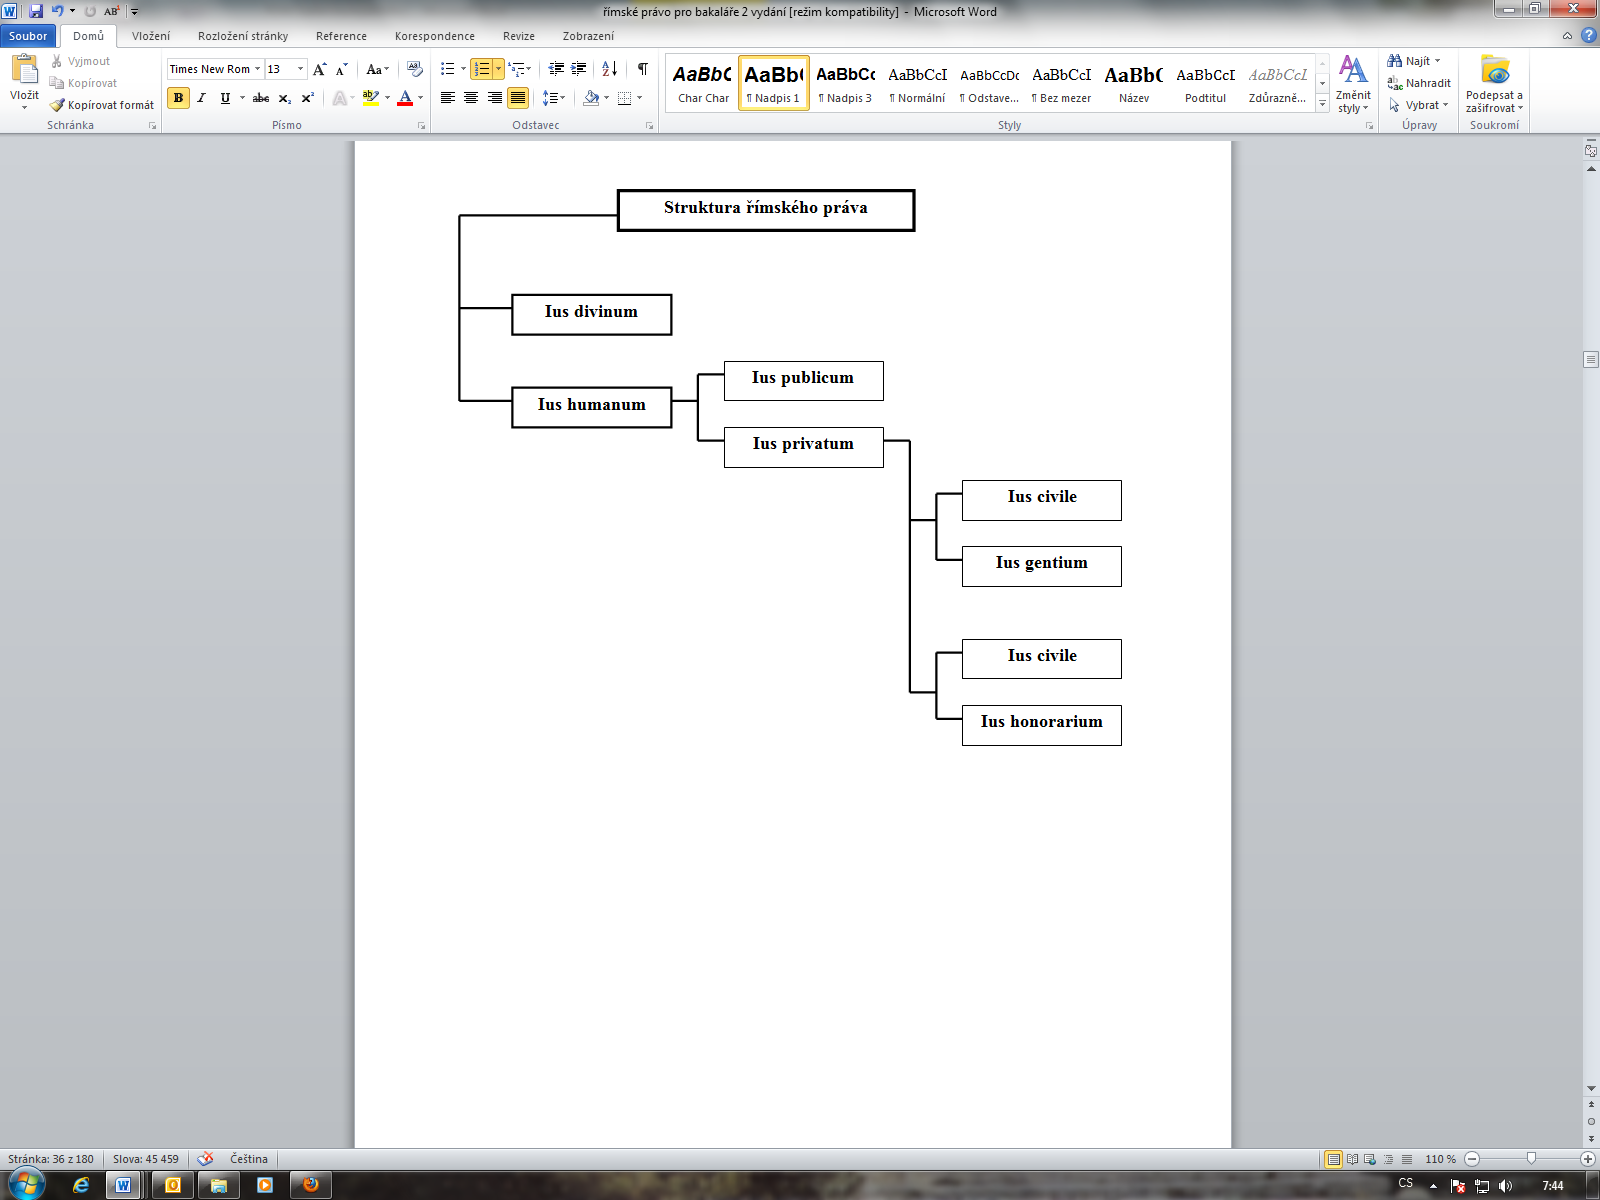 římské právo pro bakaláře 2 vydání [režim kompatibility] - Microsoft Word
Soubor Domů Vložení Rozložení stránky Reference Korespondence Revize Zobrazení
Vložit
Vyjmout
Kopírovat
Kopírovat formát
Schránka
Times New Rom 13
Písmo
Odstavec
AaBbC AaBb( AaBbCc AaBbCcI AaBbCcDc AaBbCcI AaBb( AaBbCcI AaBbCcI
Char Char ¶ Nadpis 1 ¶ Nadpis 3 ¶ Normální ¶ Odstave... ¶ Bez mezer Název Podtitul Zdůrazně...
Styly
Změnit styly
Najít
Nahradit
Vybrat
Úpravy
Podepsat a zašifrovat
Soukromí
Struktura římského práva
Ius divinum
Ius publicum
Ius humanum
Ius privatum
Ius civile
Ius gentium
Ius civile
Ius honorarium
Stránka: 36 z 180 Slova: 45 459 Čeština 110 %
CS 7:44